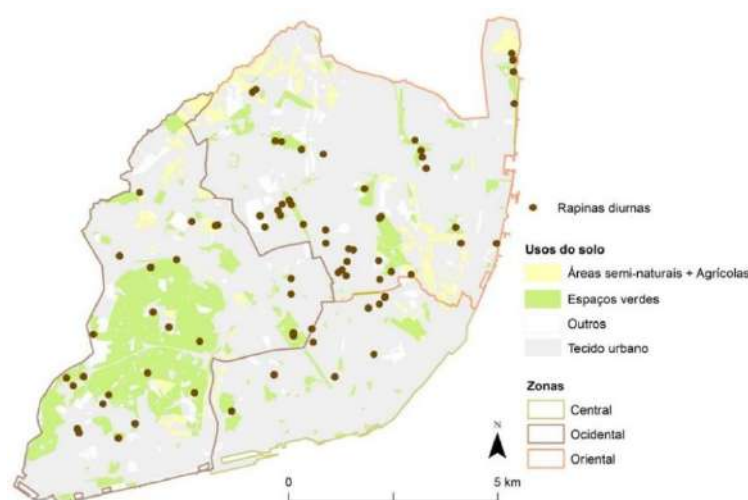 Rapinas diurnas
Usos do solo
Áreas semi-naturais + Agrícolas
Espaços verdes
Outros
Tecido urbano
Zonas
Central
Ocidental
Oriental
N
0 5 km